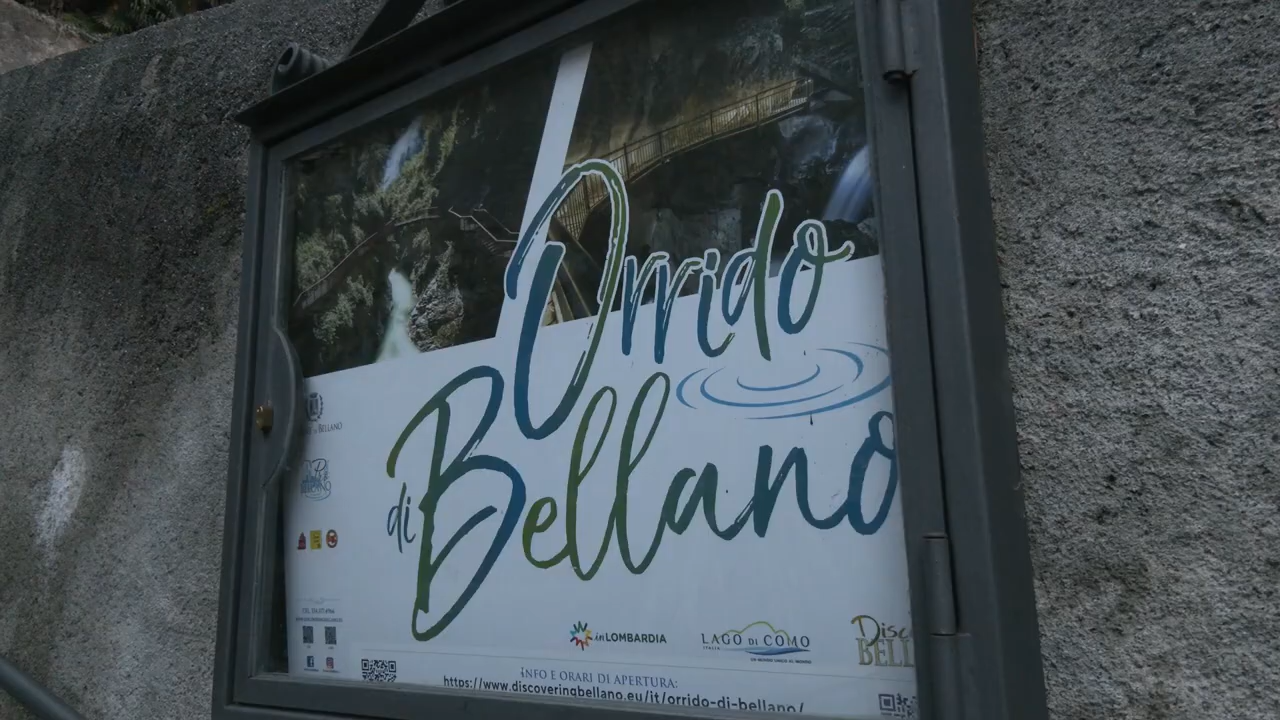 Orrido
di Bellano
BELLANO
inLOMBARDIA
LAGO DI COMO
Disc
BELL
INFO E ORARI DI APERTURA:
https://www.discoveringbellano.eu/it/orrido-di-bellano/